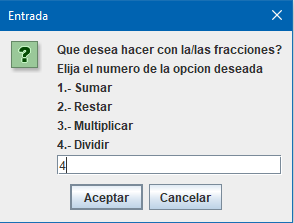 Entrada
Que desea hacer con la/las fracciones?
Elija el numero de la opcion deseada
1.- Sumar
2.- Restar
3.- Multiplicar
4.- Dividir
4
Aceptar Cancelar